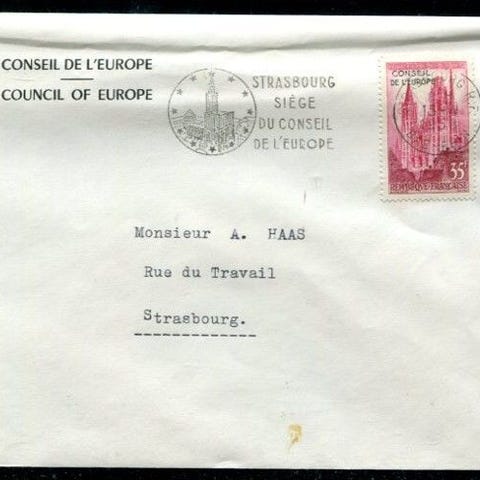 CONSEIL DE L'EUROPE
COUNCIL OF EUROPE
STRASBOURG
SIÈGE
DU CONSEIL
DE L'EUROPE
CONSEIL
DE L'EUROPE
35F
REPUBLIQUE FRANÇAISE
Monsieur A. HAAS
Rue du Travail
Strasbourg.